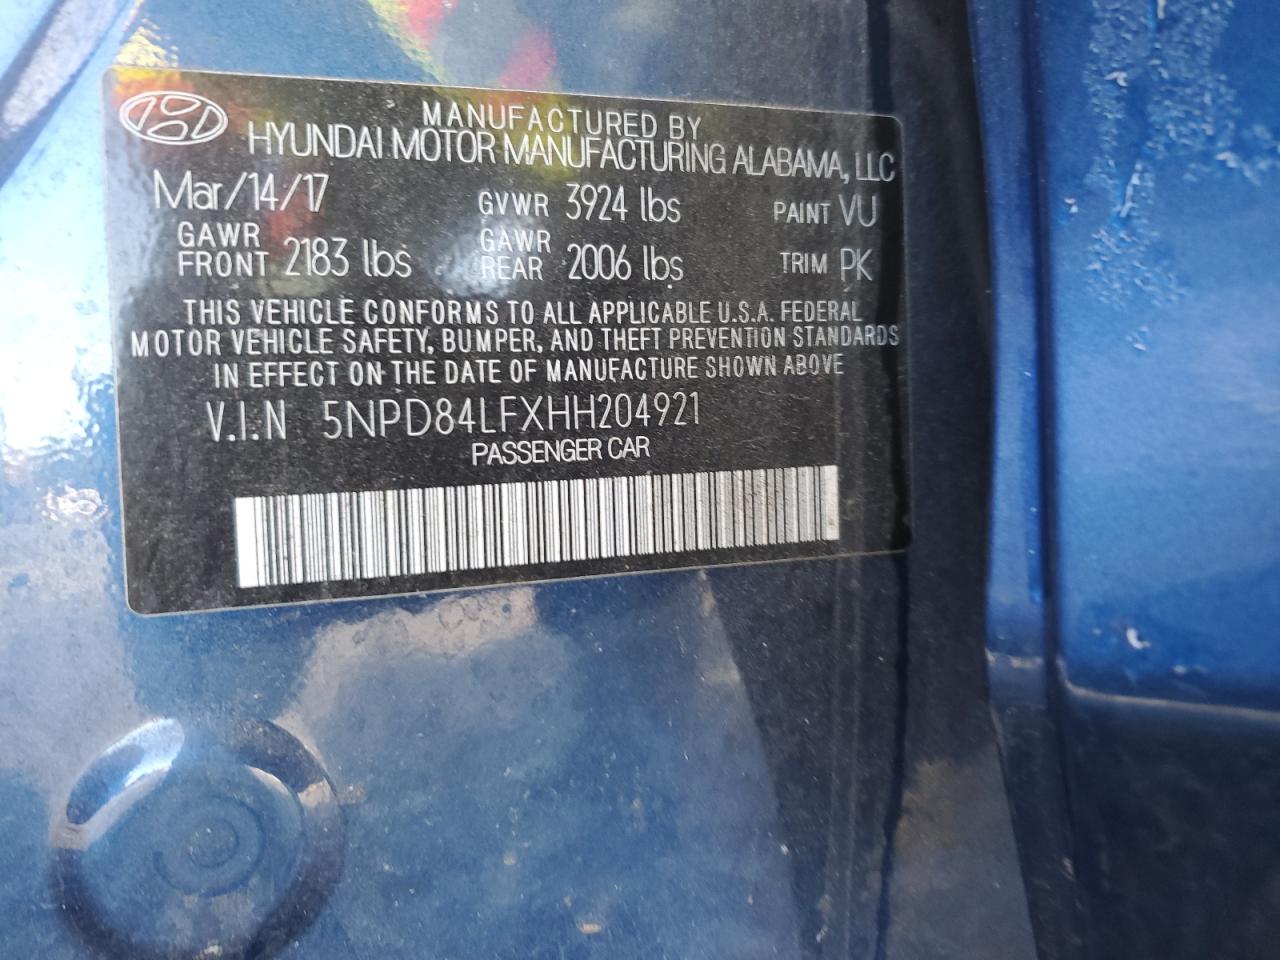 MANUFACTURED BY
HYUNDAI MOTOR MANUFACTURING ALABAMA, LLC
Mar/14/17 GVWR 3924 lbs PAINT VU
GAWR FRONT 2183 lbs GAWR REAR 2006 lbs TRIM PK
THIS VEHICLE CONFORMS TO ALL APPLICABLE U.S.A. FEDERAL
MOTOR VEHICLE SAFETY, BUMPER, AND THEFT PREVENTION STANDARDS
IN EFFECT ON THE DATE OF MANUFACTURE SHOWN ABOVE
V.I.N 5NPD84LFXHH204921
PASSENGER CAR